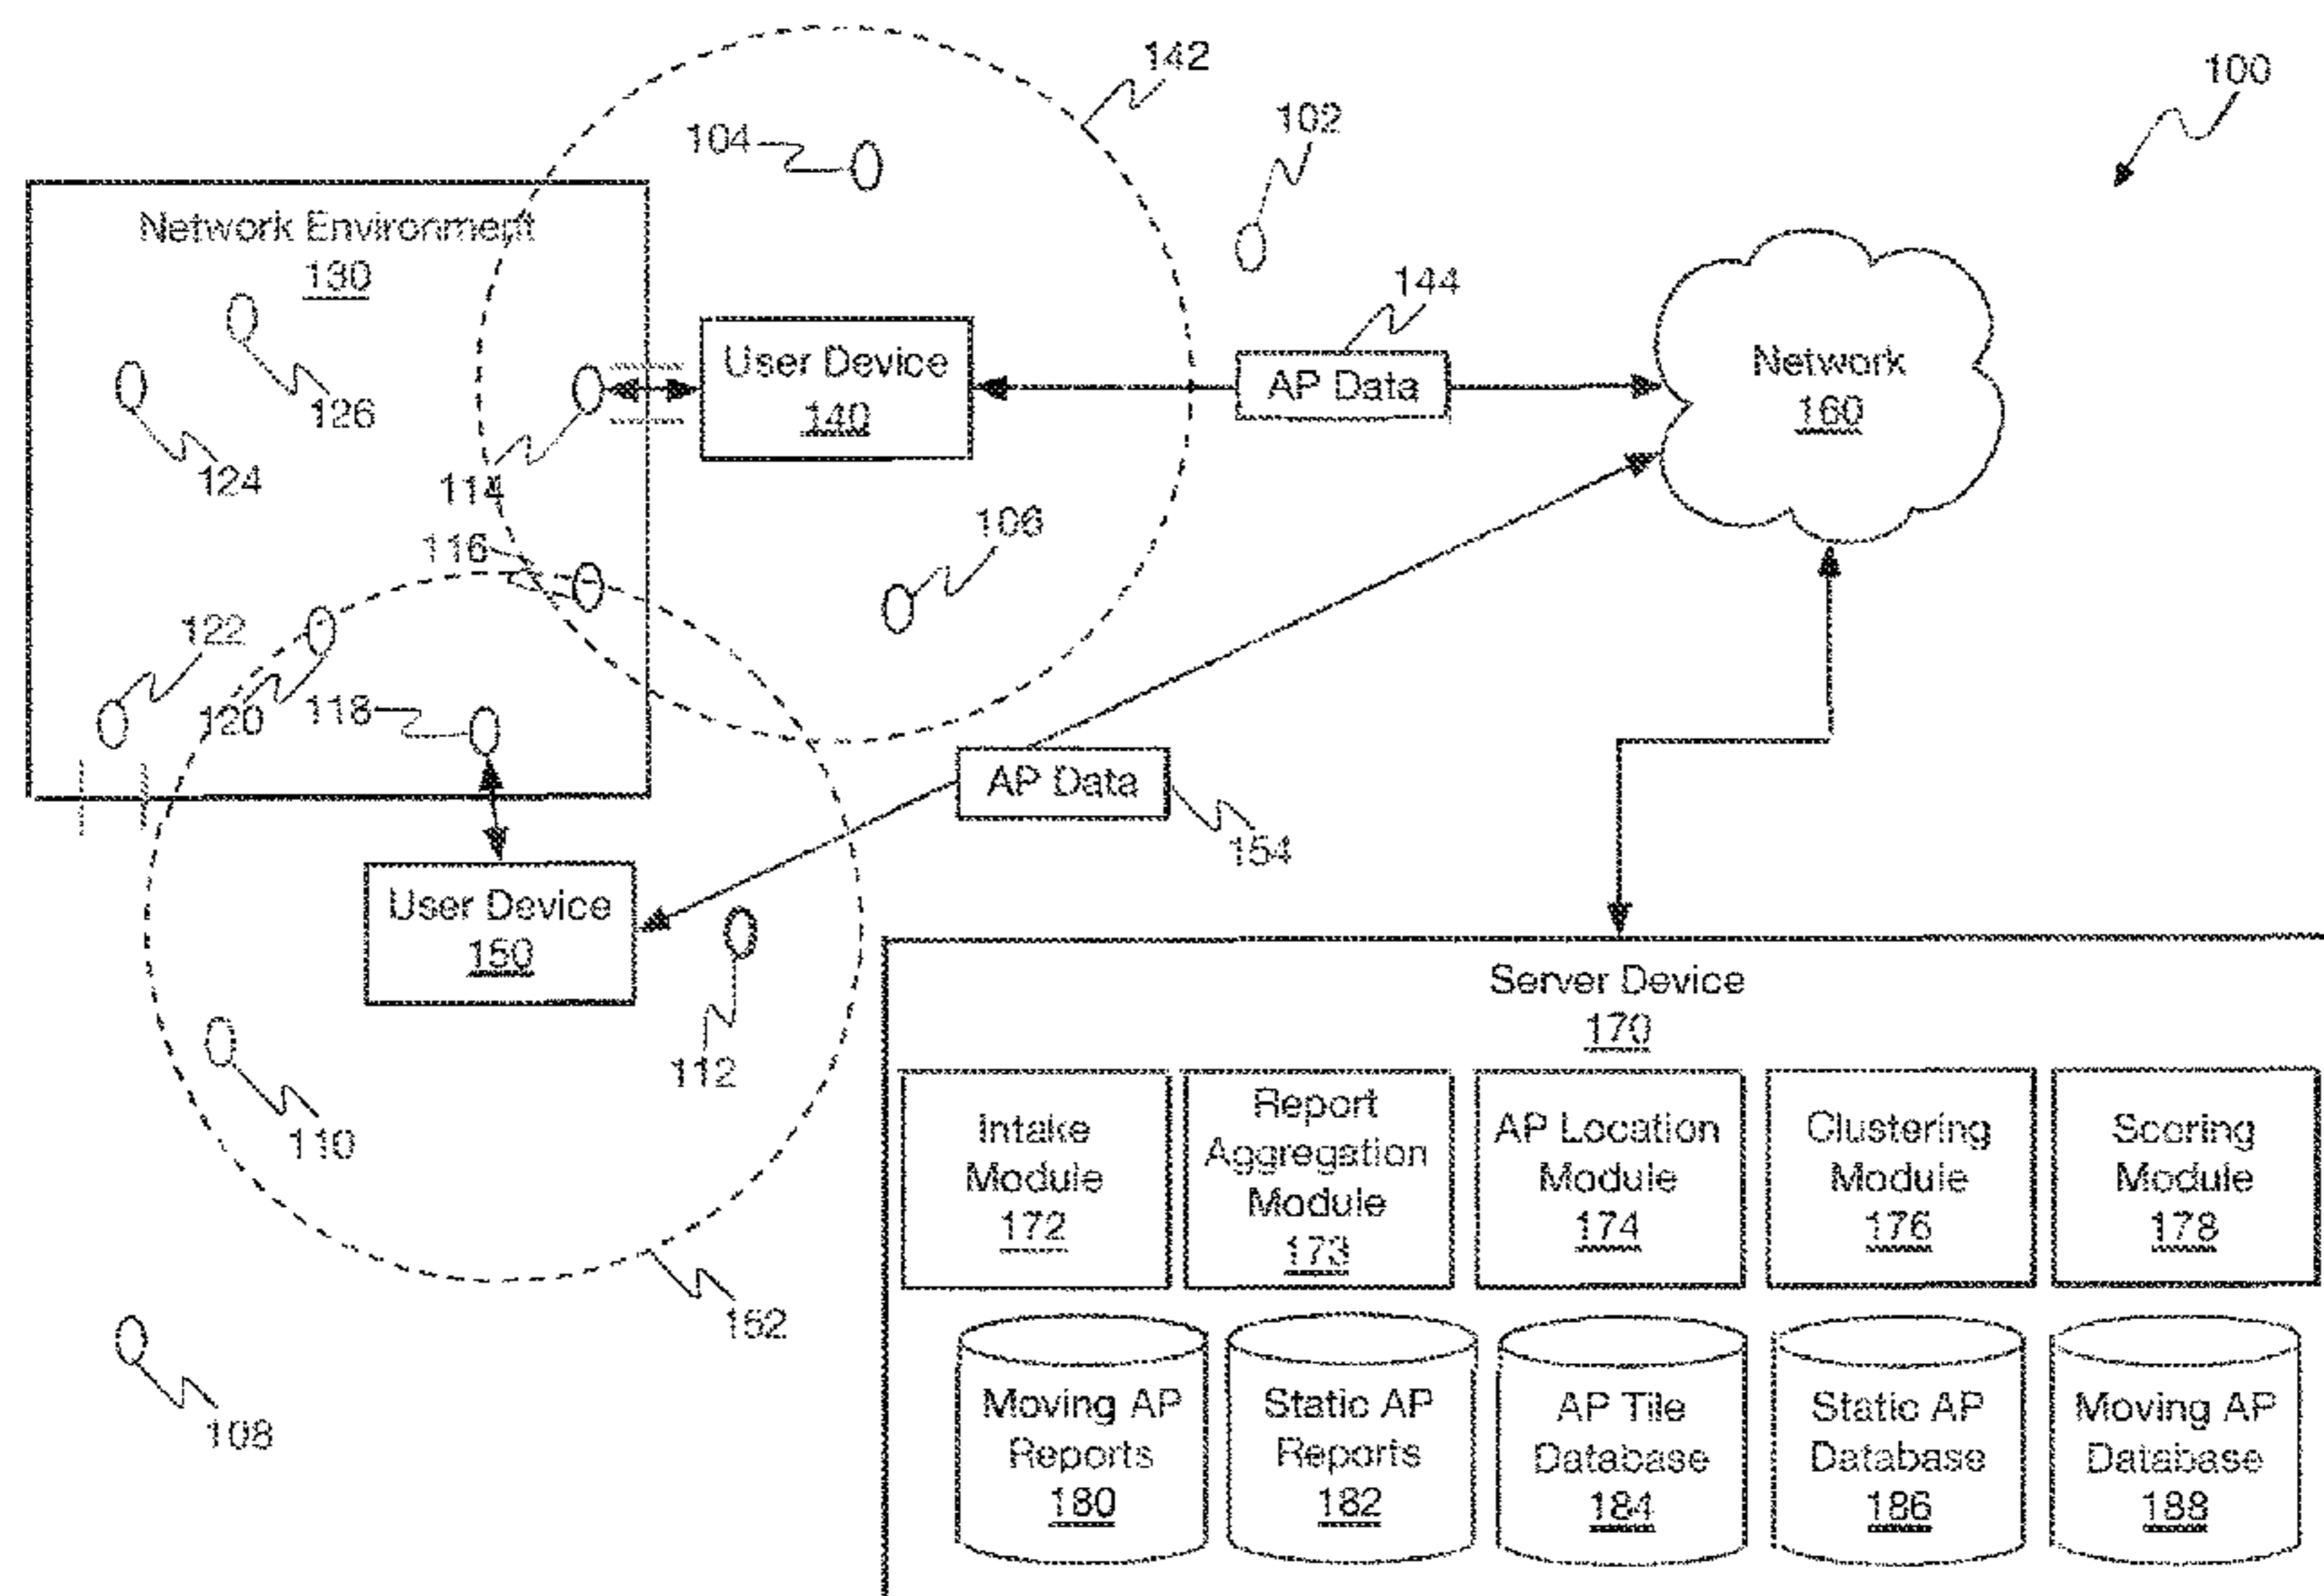 142
100
102
104
Network Environment
130
144
126
User Device
140
AP Data
Network
160
124
114
106
116
122
120
118
AP Data
154
User Device
150
112
110
152
108
Server Device
170
Intake
Module
172
Report
Aggregation
Module
173
AP Location
Module
174
Clustering
Module
176
Scoring
Module
178
Moving AP
Reports
180
Static AP
Reports
182
AP Tile
Database
184
Static AP
Database
186
Moving AP
Database
188